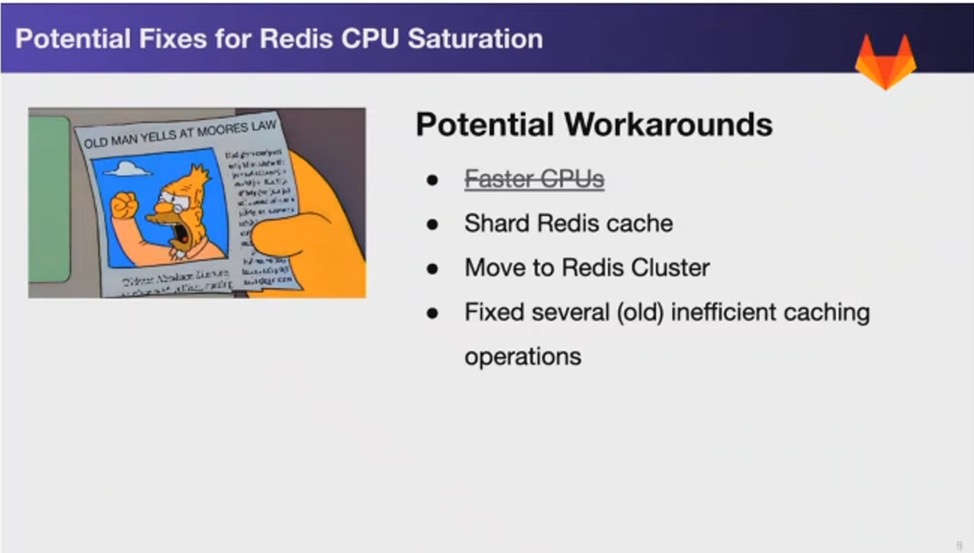 Potential Fixes for Redis CPU Saturation
OLD MAN YELLS AT MOORES LAW
Potential Workarounds
Faster CPUs
Shard Redis cache
Move to Redis Cluster
Fixed several (old) inefficient caching
operations